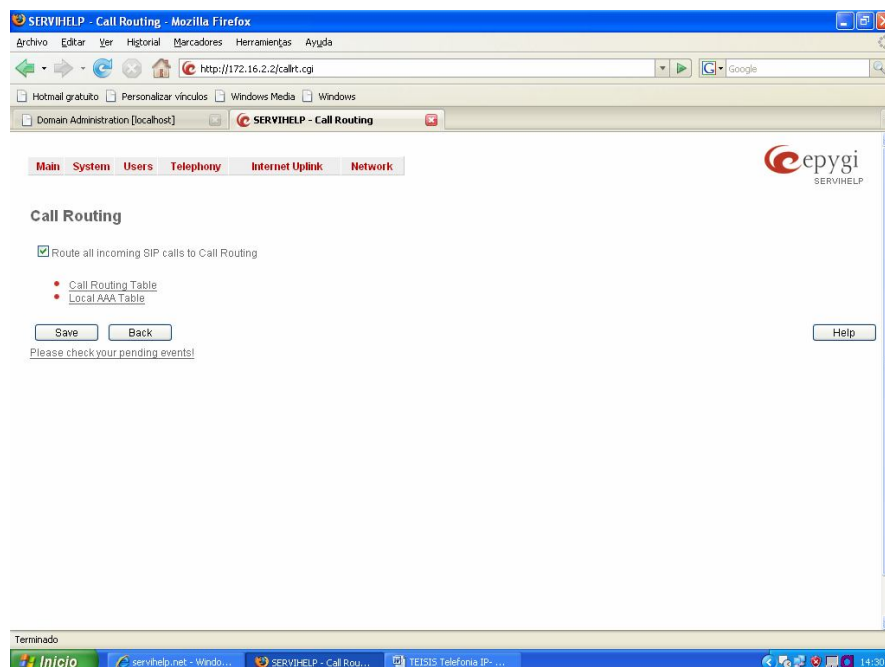 SERVIHELP - Call Routing - Mozilla Firefox
Archivo Editar Ver Historial Marcadores Herramientas Ayuda
http://172.16.2.2/callrt.cgi
G Google
Hotmail gratuito Personalizar vínculos Windows Media Windows
Domain Administration [localhost] SERVIHELP - Call Routing
epygi
SERVIHELP
Main System Users Telephony Internet Uplink Network
Call Routing
Route all incoming SIP calls to Call Routing
Call Routing Table
Local AAA Table
Save Back Help
Please check your pending events!
Terminado
Inicio servihelp.net - Windo... SERVIHELP - Call Rou... TEISIS Telefonia IP- ... 14:30